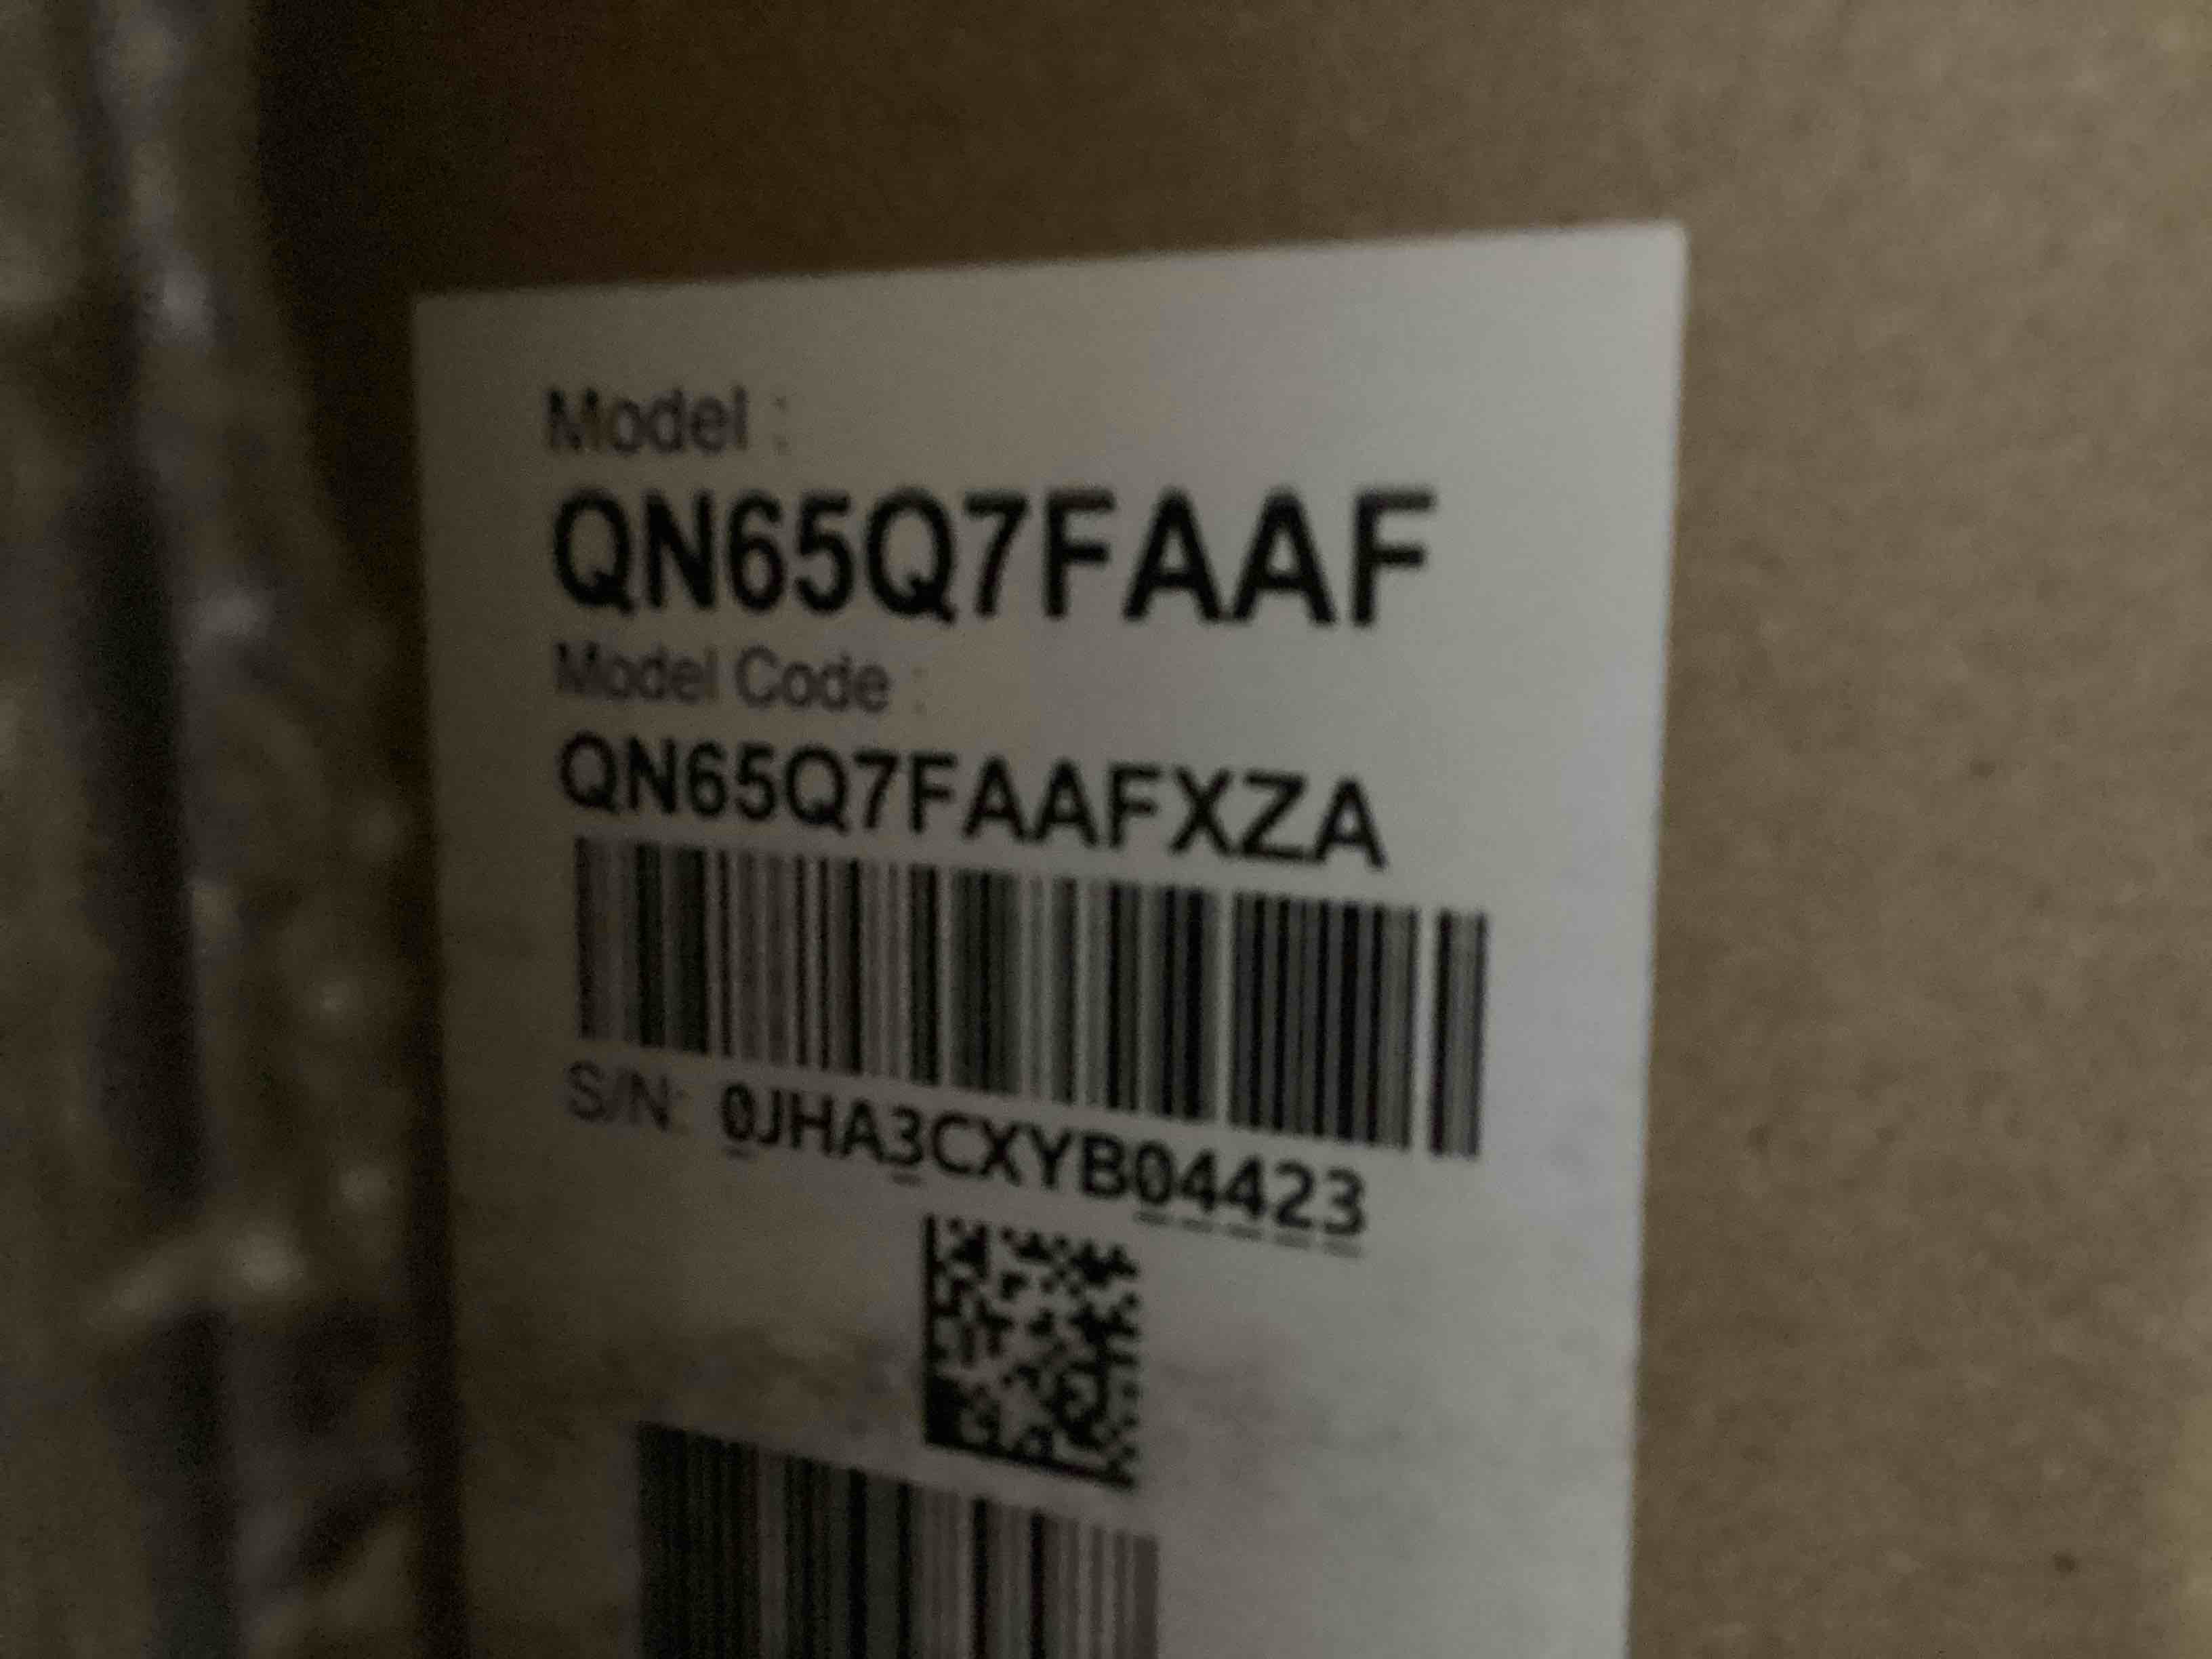 Model :
QN65Q7FAAF
Model Code :
QN65Q7FAAFXZA
S/N: 0JHA3CXYB04423